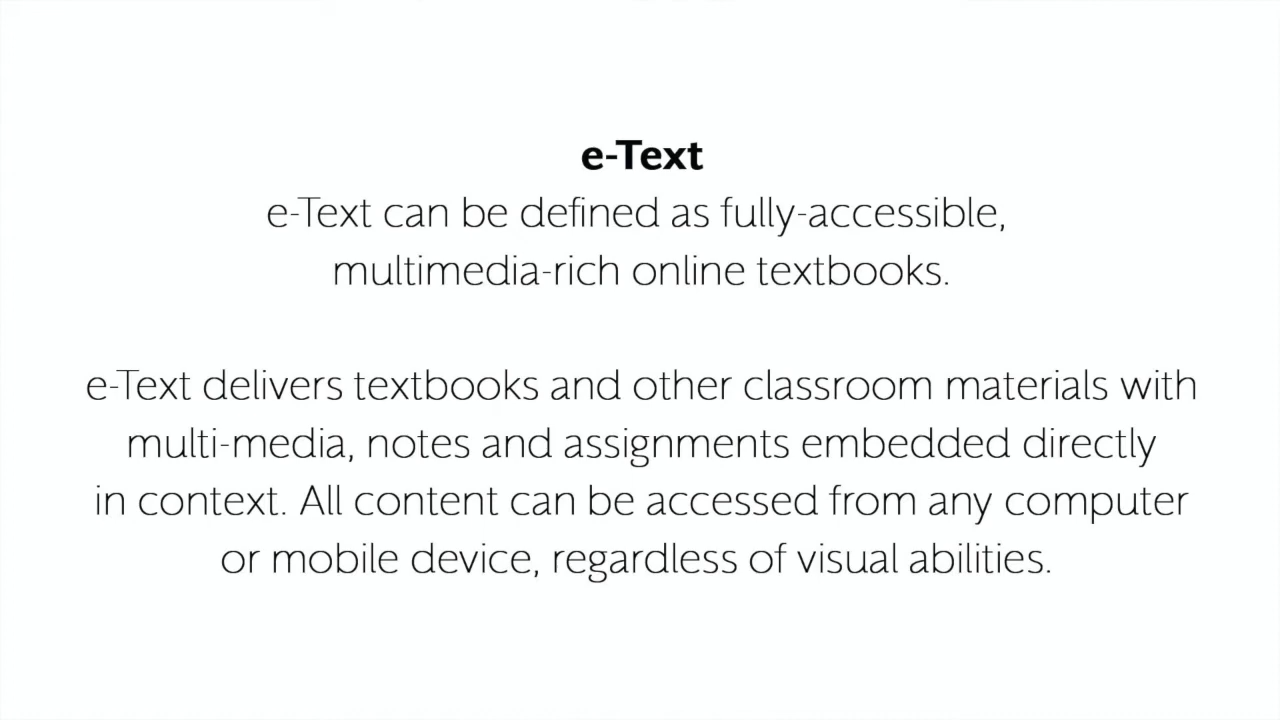 e-Text
e-Text can be defined as fully-accessible,
multimedia-rich online textbooks.
e-Text delivers textbooks and other classroom materials with
multi-media, notes and assignments embedded directly
in context. All content can be accessed from any computer
or mobile device, regardless of visual abilities.